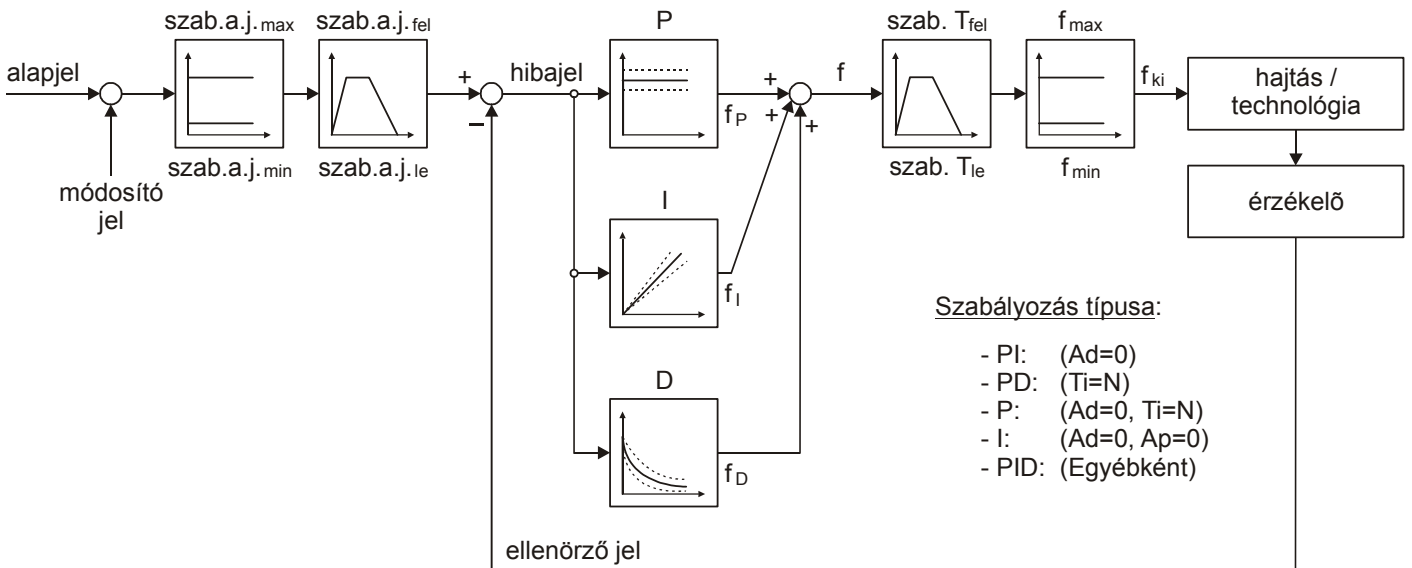 szab.a.j.max
szab.a.j.fel
P
szab. Tfel
fmax
alapjel
+
hibajel
+
f
fki
hajtás /
technológia
−
fP
+
+
szab.a.j.min
szab.a.j.le
szab. Tle
fmin
módosító
jel
I
érzékelõ
fI
Szabályozás típusa:
- PI: (Ad=0)
- PD: (Ti=N)
- P: (Ad=0, Ti=N)
- I: (Ad=0, Ap=0)
- PID: (Egyébként)
D
fD
ellenörző jel